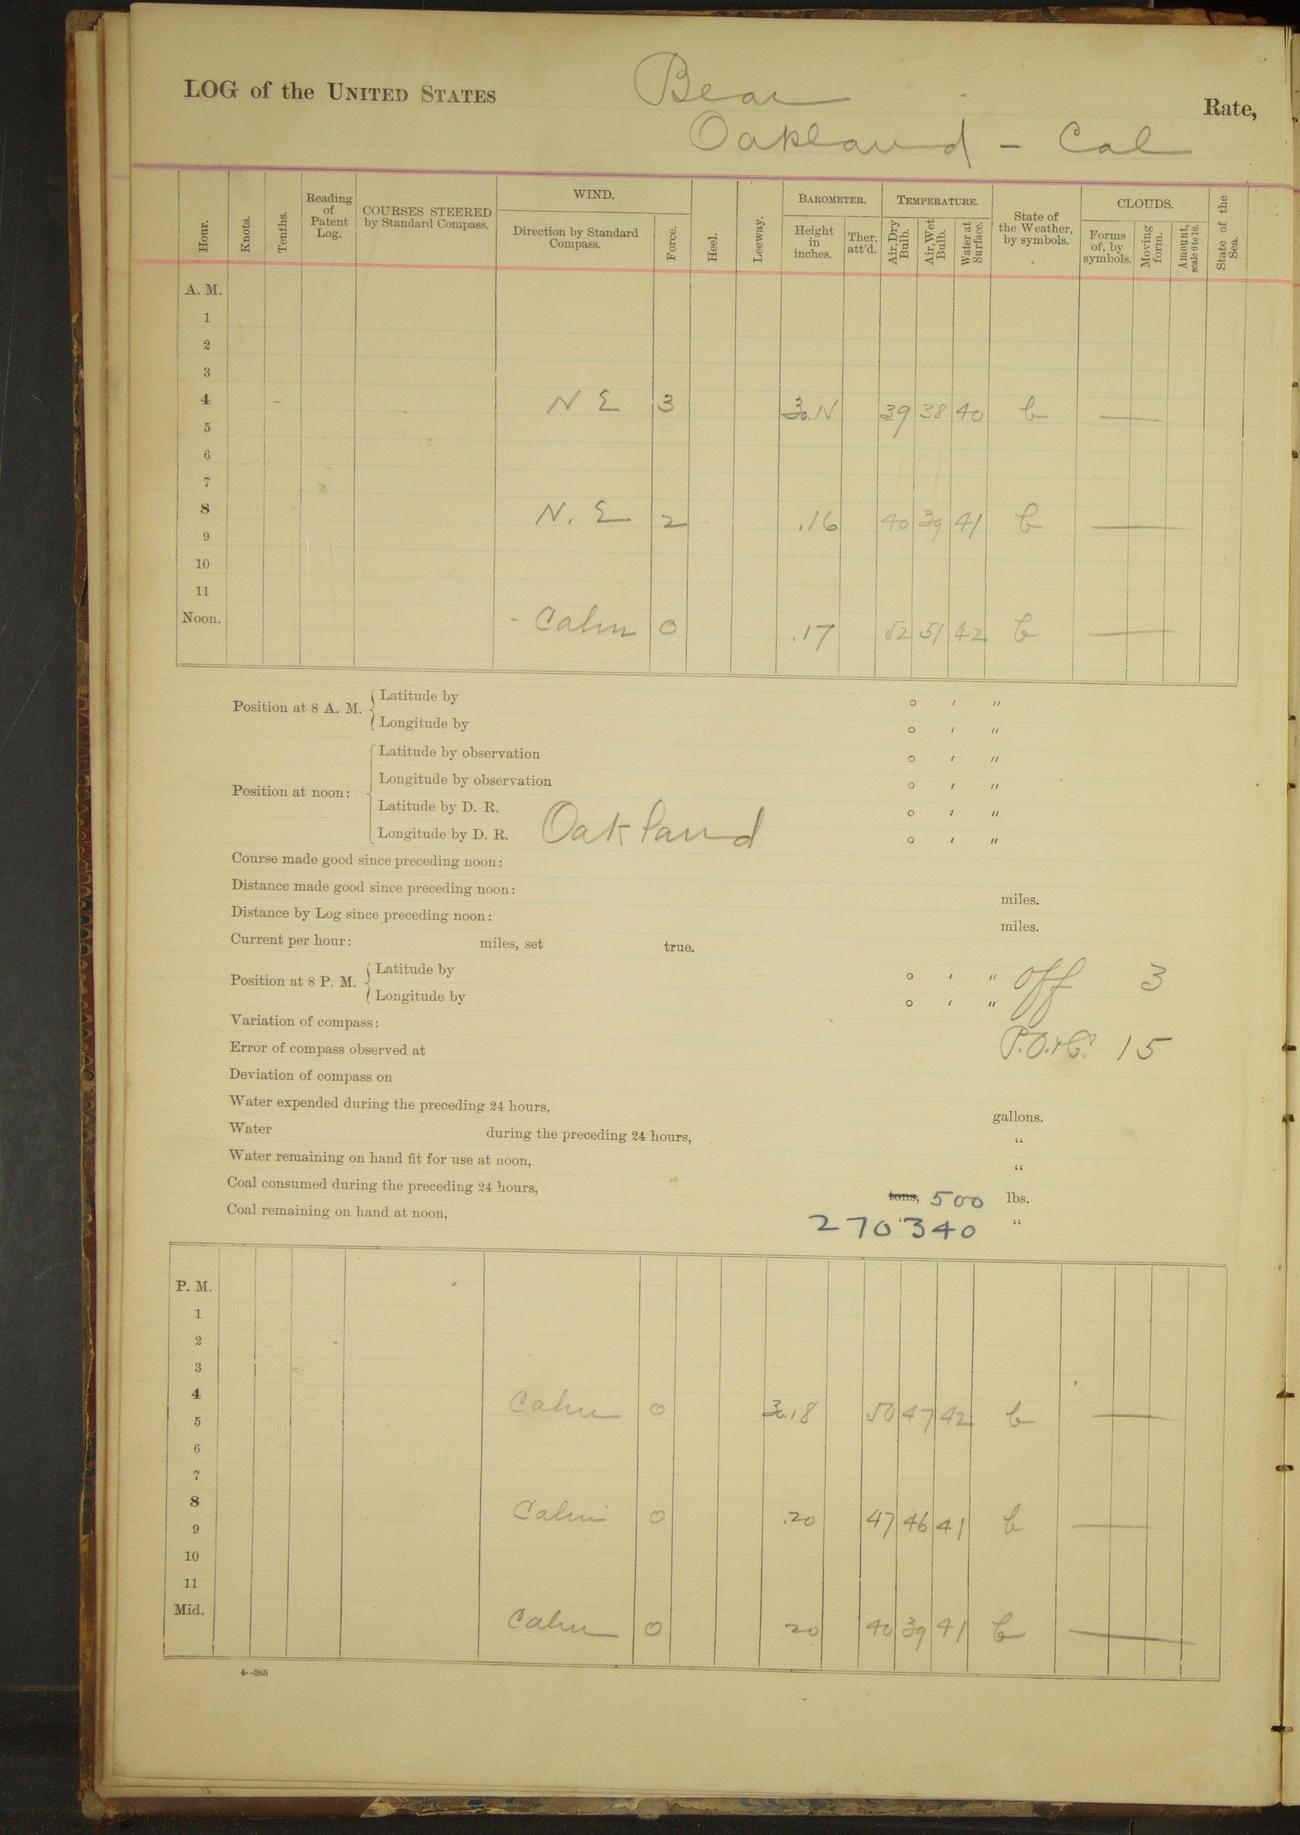 LOG of the UNITED STATES Bear Rate,
Oakland - Cal
Hour. Knots. Tenths. Reading of Patent Log. COURSES STEERED by Standard Compass. WIND. Direction by Standard Compass. Force. Heel. Leeway. BAROMETER. Height in inches. Ther. att'd. TEMPERATURE. Air, Dry Bulb. Air, Wet Bulb. Water at Surface. State of the Weather, by symbols. CLOUDS. Forms of, by symbols. Moving form. Amount, scale 0 to 10. State of the Sea.
A. M.
1
2
3
4 N E 3 39 38 40 b —
5
6
7
8 N. E 2 .16 40 39 41 b —
9
10
11
Noon. Calm 0 .17 52 51 42 b —
Position at 8 A. M. { Latitude by ° ′ ″
Longitude by ° ′ ″
Position at noon: { Latitude by observation ° ′ ″
Longitude by observation ° ′ ″
Latitude by D. R. ° ′ ″
Longitude by D. R. Oakland ° ′ ″
Course made good since preceding noon:
Distance made good since preceding noon: miles.
Distance by Log since preceding noon: miles.
Current per hour: miles, set true.
Position at 8 P. M. { Latitude by ° ′ ″ Off 3
Longitude by ° ′ ″
Variation of compass:
Error of compass observed at P.O.&C. 15
Deviation of compass on
Water expended during the preceding 24 hours, gallons.
Water during the preceding 24 hours, "
Water remaining on hand fit for use at noon, "
Coal consumed during the preceding 24 hours, tons, 500 lbs.
Coal remaining on hand at noon, 270340 "
P. M.
1
2
3
4 Calm 0 30.18 50 47 42 b —
5
6
7
8 Calm 0 .20 47 46 41 b —
9
10
11
Mid. Calm 0 20 40 39 41 b —
4--265